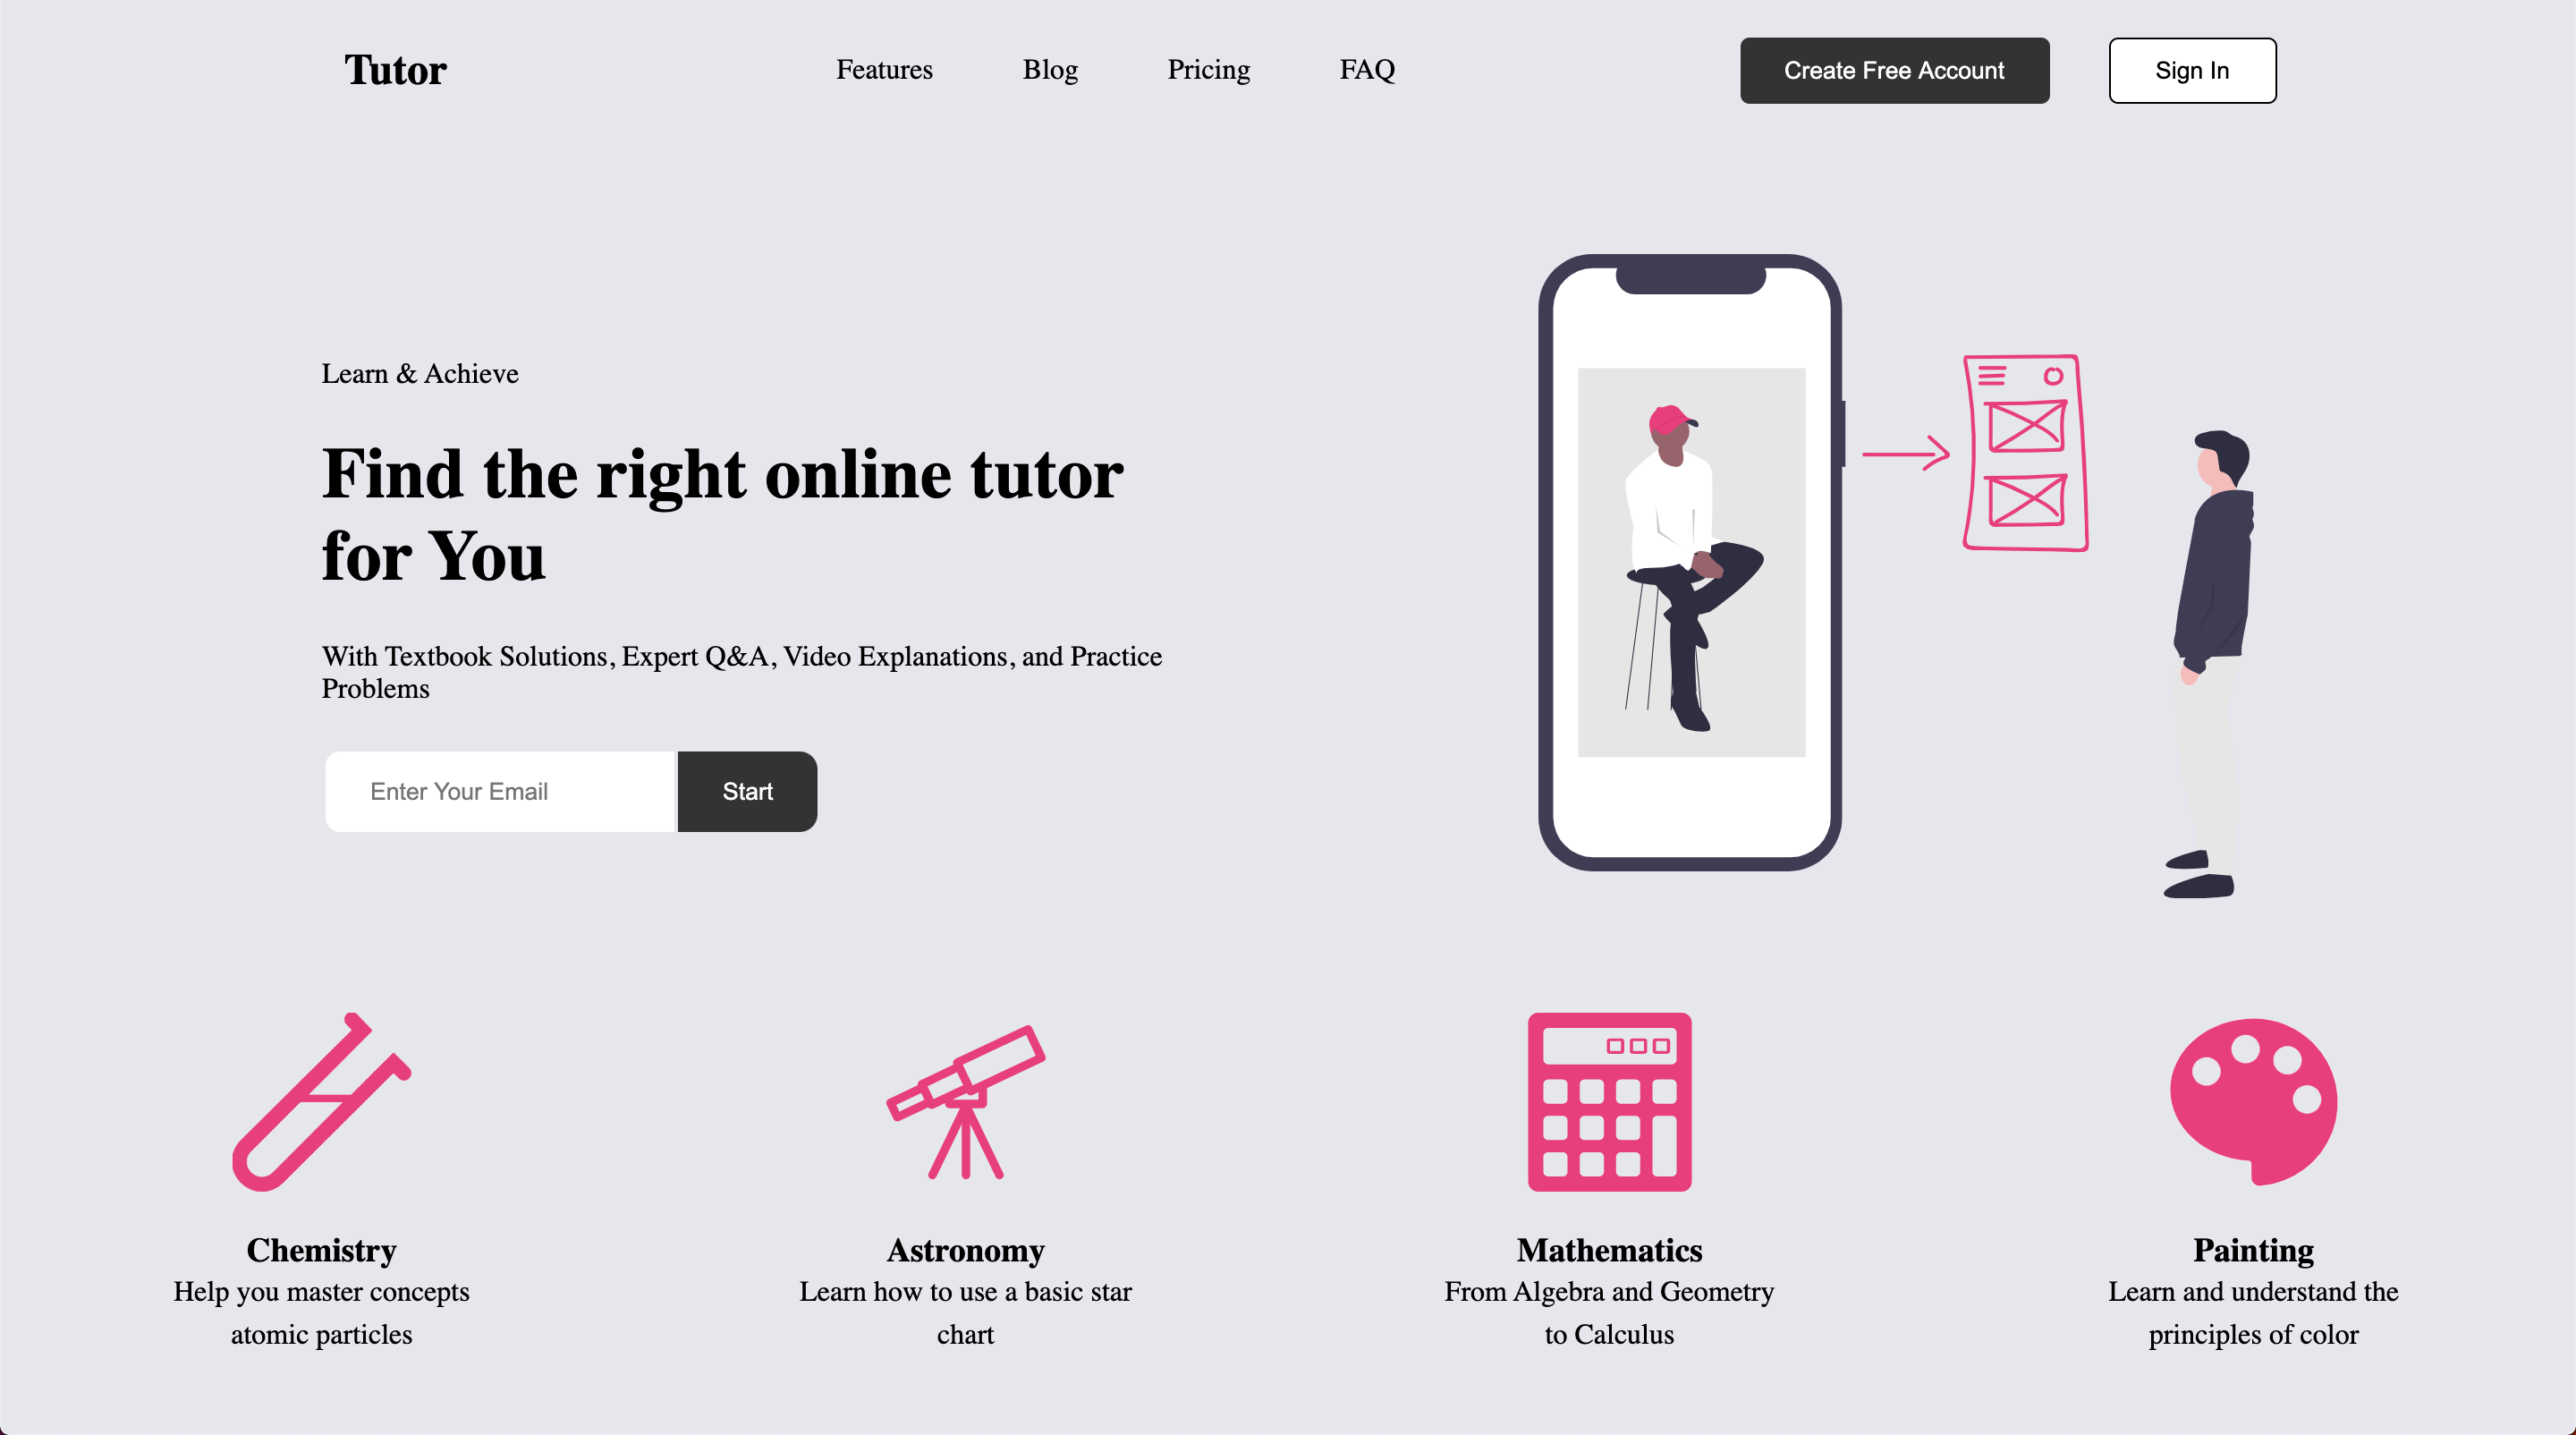 Tutor
Features
Blog
Pricing
FAQ
Create Free Account
Sign In
Learn & Achieve
Find the right online tutor
for You
With Textbook Solutions, Expert Q&A, Video Explanations, and Practice
Problems
Enter Your Email
Start
Chemistry
Help you master concepts
atomic particles
Astronomy
Learn how to use a basic star
chart
Mathematics
From Algebra and Geometry
to Calculus
Painting
Learn and understand the
principles of color